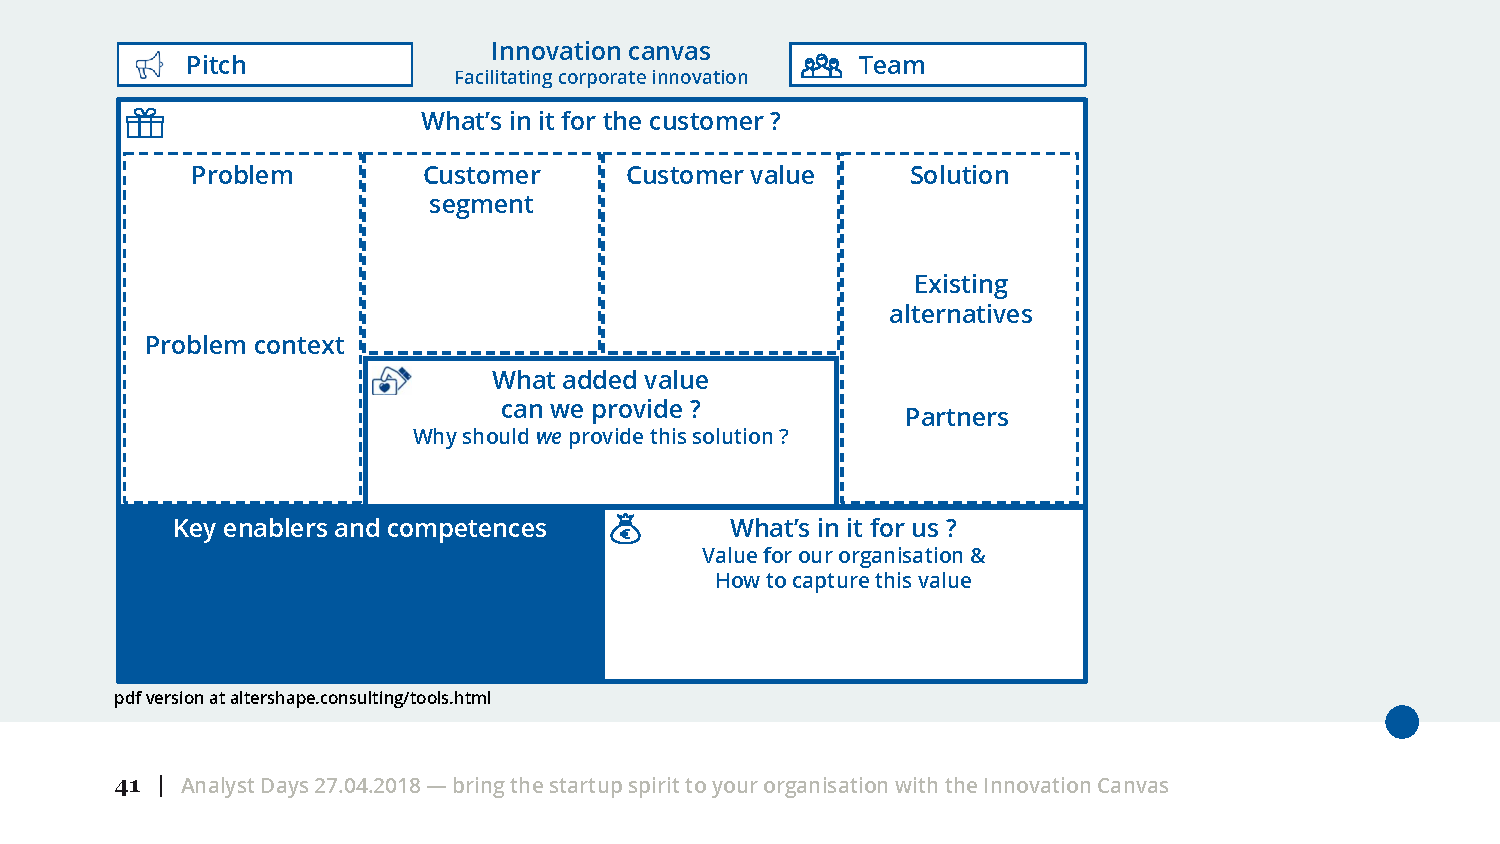 Pitch
Innovation canvas
Facilitating corporate innovation
Team
What's in it for the customer ?
Problem
Problem context
Customer
segment
Customer value
Solution
Existing
alternatives
Partners
What added value
can we provide ?
Why should we provide this solution ?
Key enablers and competences
€
What's in it for us ?
Value for our organisation &
How to capture this value
pdf version at altershape.consulting/tools.html
41 | Analyst Days 27.04.2018 — bring the startup spirit to your organisation with the Innovation Canvas